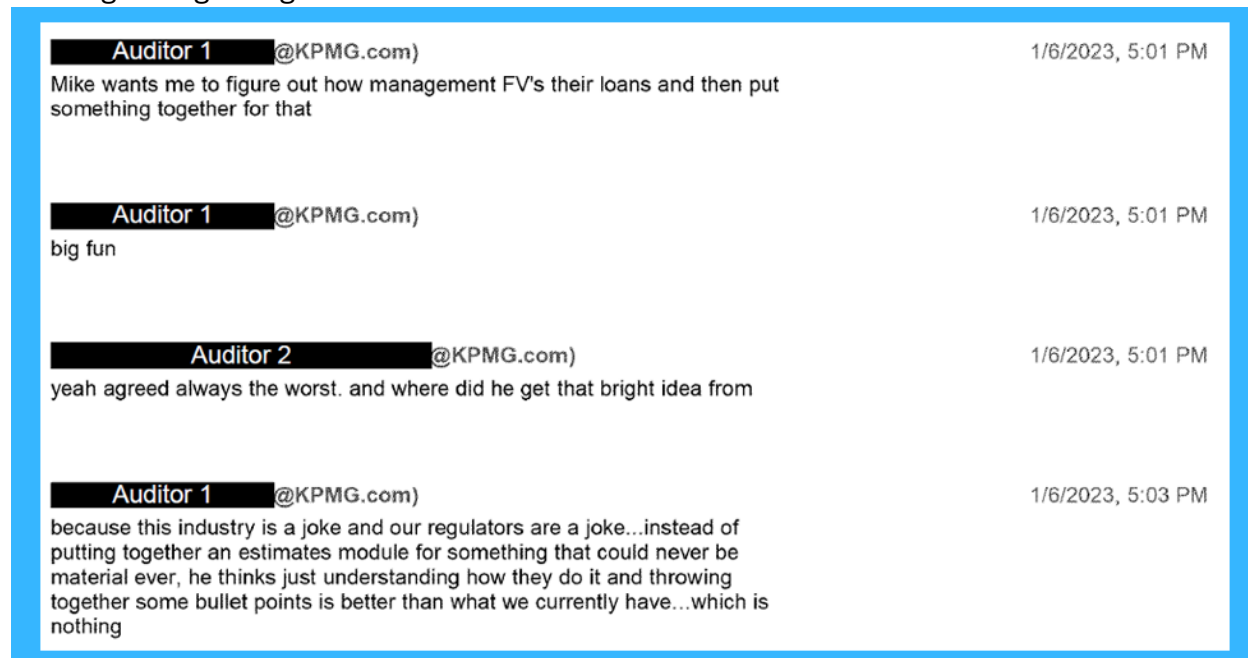 Auditor 1 @KPMG.com) 1/6/2023, 5:01 PM
Mike wants me to figure out how management FV's their loans and then put
something together for that
Auditor 1 @KPMG.com) 1/6/2023, 5:01 PM
big fun
Auditor 2 @KPMG.com) 1/6/2023, 5:01 PM
yeah agreed always the worst. and where did he get that bright idea from
Auditor 1 @KPMG.com) 1/6/2023, 5:03 PM
because this industry is a joke and our regulators are a joke...instead of
putting together an estimates module for something that could never be
material ever, he thinks just understanding how they do it and throwing
together some bullet points is better than what we currently have...which is
nothing